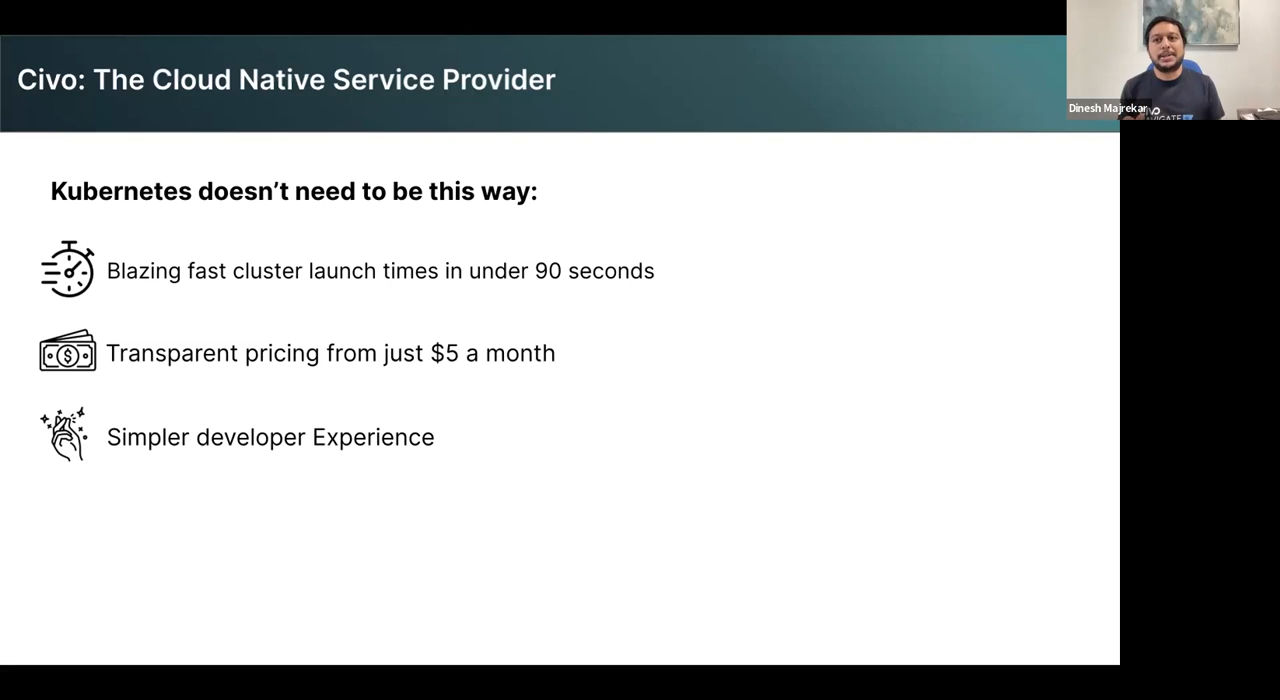 Civo: The Cloud Native Service Provider
Dinesh Majrekar
Kubernetes doesn’t need to be this way:
Blazing fast cluster launch times in under 90 seconds
Transparent pricing from just $5 a month
Simpler developer Experience